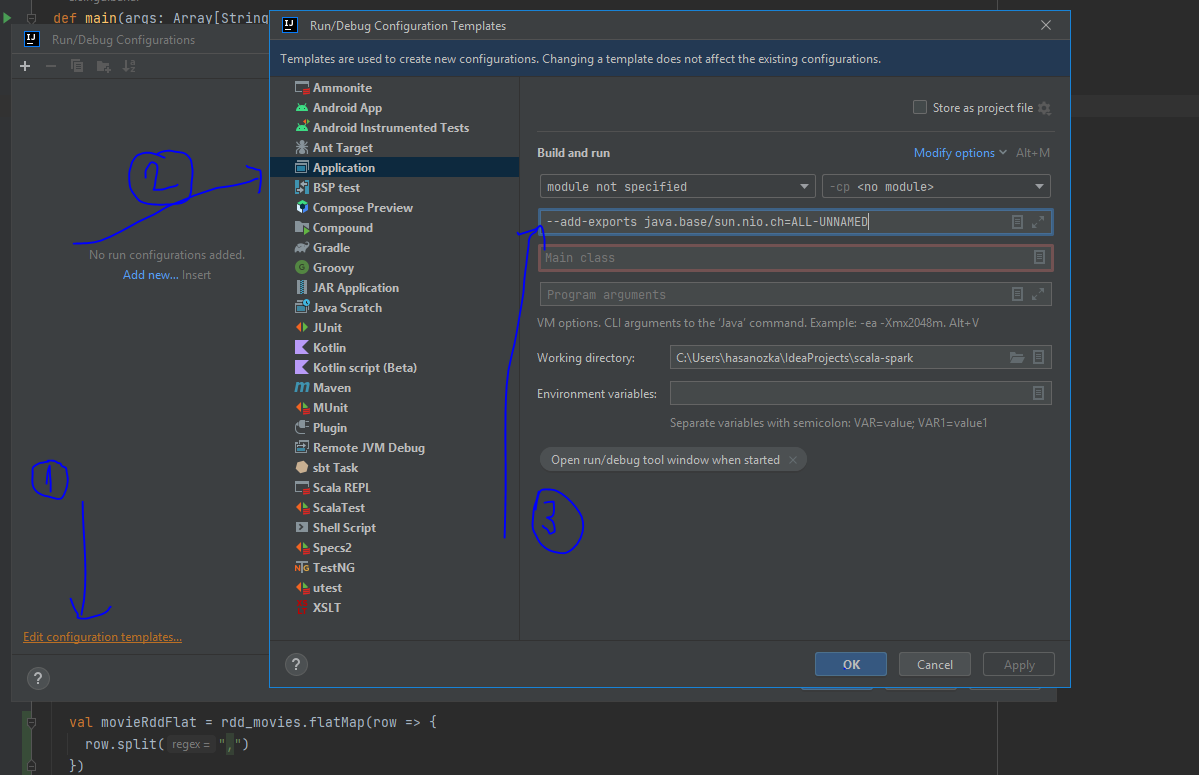 def main(args: Array[String
Run/Debug Configurations
2
No run configurations added.
Add new... Insert
1
Edit configuration templates...
?
Run/Debug Configuration Templates
Templates are used to create new configurations. Changing a template does not affect the existing configurations.
Ammonite
Android App
Android Instrumented Tests
Ant Target
Application
BSP test
Compose Preview
Compound
Gradle
Groovy
JAR Application
Java Scratch
JUnit
Kotlin
Kotlin script (Beta)
Maven
MUnit
Plugin
Remote JVM Debug
sbt Task
Scala REPL
ScalaTest
Shell Script
Specs2
TestNG
utest
XSLT
Store as project file
Build and run
Modify options Alt+M
module not specified
-cp <no module>
--add-exports java.base/sun.nio.ch=ALL-UNNAMED
Main class
Program arguments
VM options. CLI arguments to the 'Java' command. Example: -ea -Xmx2048m. Alt+V
Working directory: C:\Users\hasanozka\IdeaProjects\scala-spark
Environment variables:
Separate variables with semicolon: VAR=value; VAR1=value1
Open run/debug tool window when started
3
?
OK
Cancel
Apply
val movieRddFlat = rdd_movies.flatMap(row => {
row.split( regex = ",")
})